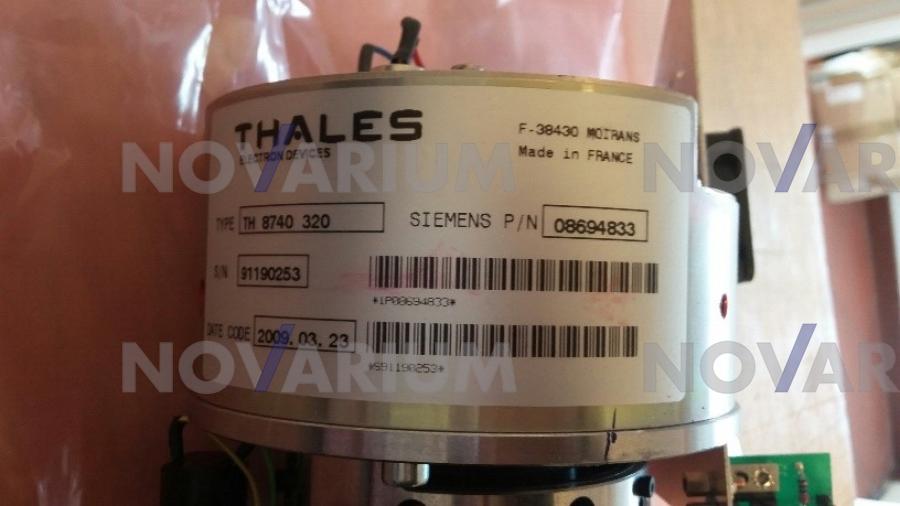 THALES
ELECTRON DEVICES
F-38430 MOIRANS
Made in FRANCE
NOVARIUM NOVAR
TYPE TH 8740 320 SIEMENS P/N 08694833
S/N 91190253
*1P08694833*
DATE CODE 2009.03.23
*S91190253*
NOVARIUM NOVAR